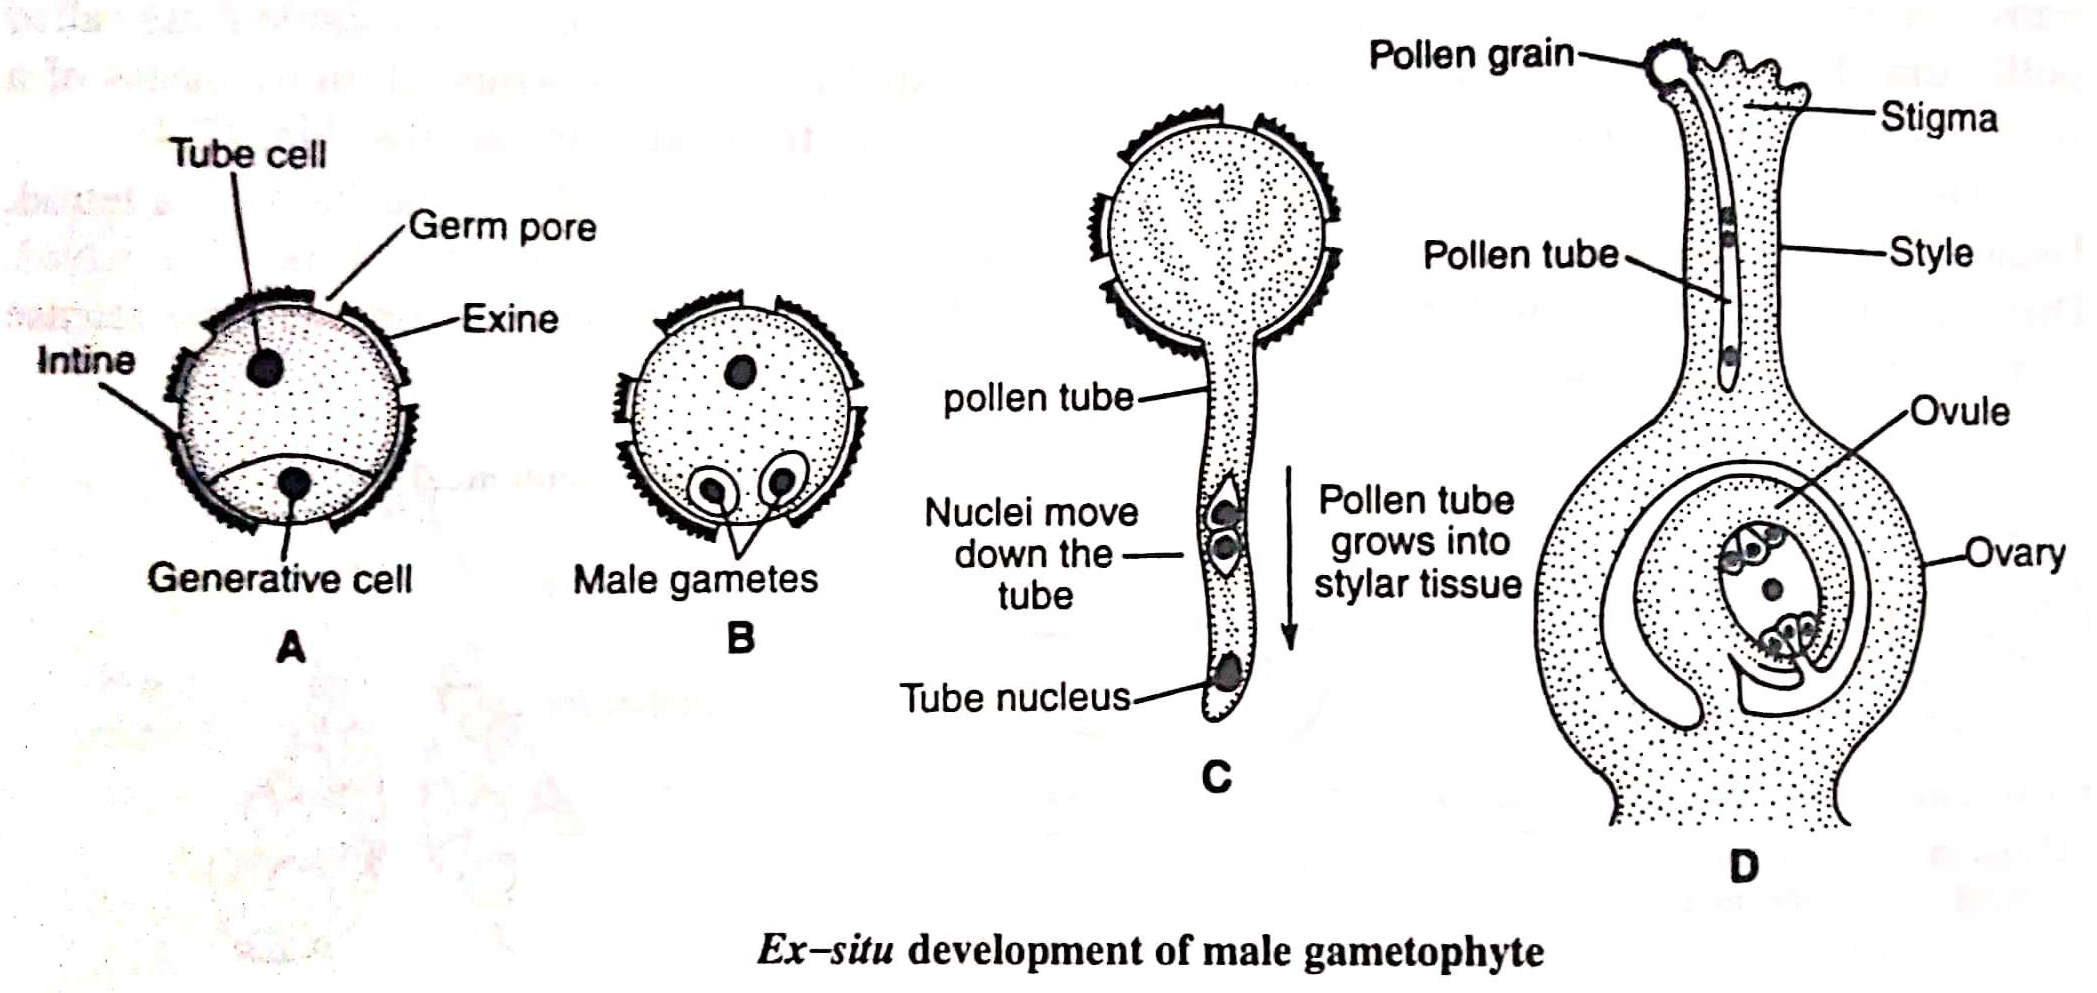 Tube cell
Germ pore
Exine
Intine
Generative cell
A
Male gametes
B
pollen tube
Nuclei move
down the
tube
Tube nucleus
Pollen tube
grows into
stylar tissue
C
Pollen grain
Stigma
Pollen tube
Style
Ovule
Ovary
D
Ex–situ development of male gametophyte